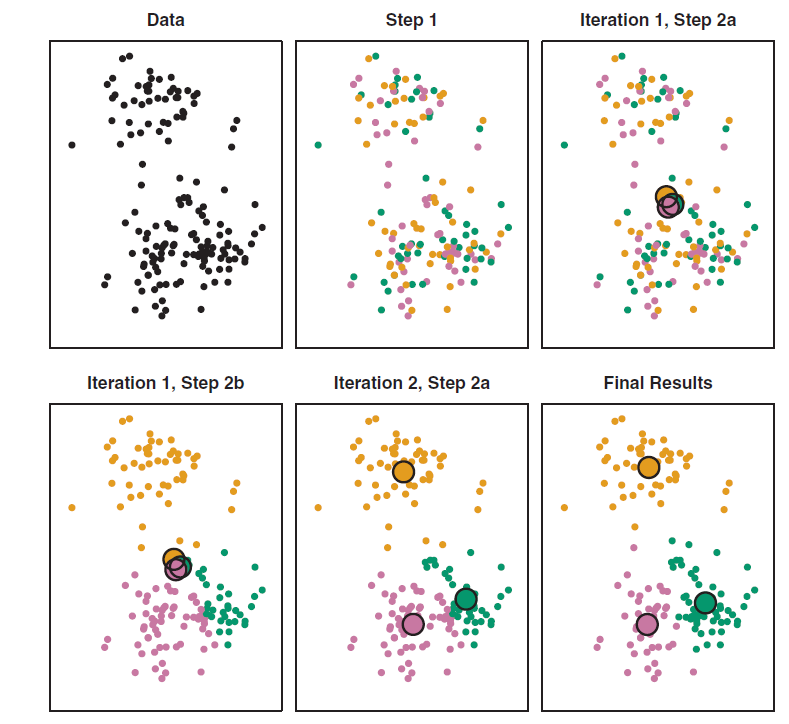 Data
Step 1
Iteration 1, Step 2a
Iteration 1, Step 2b
Iteration 2, Step 2a
Final Results